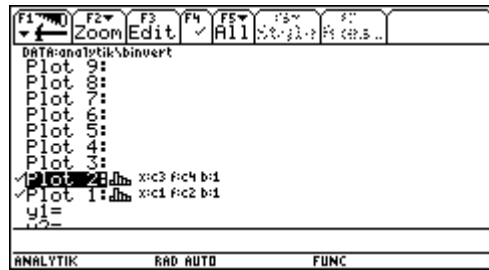 F1 F2 F3 F4 F5
Zoom Edit ✓ All
DATA:analytik\binvert
Plot 9:
Plot 8:
Plot 7:
Plot 6:
Plot 5:
Plot 4:
Plot 3:
✓Plot 2: x:c3 f:c4 b:1
✓Plot 1: x:c1 f:c2 b:1
y1=
ANALYTIK RAD AUTO FUNC